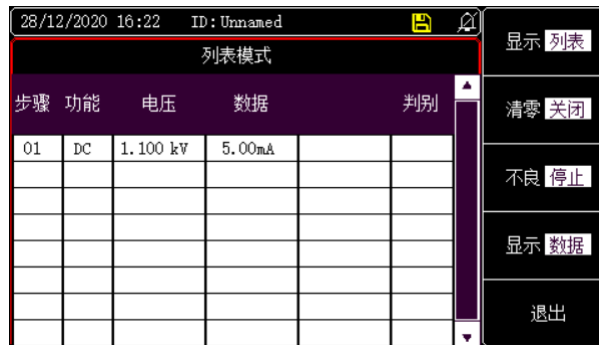 28/12/2020 16:22 ID:Unnamed
列表模式
步骤 功能 电压 数据 判别
01 DC 1.100 kV 5.00mA
显示 列表
清零 关闭
不良 停止
显示 数据
退出